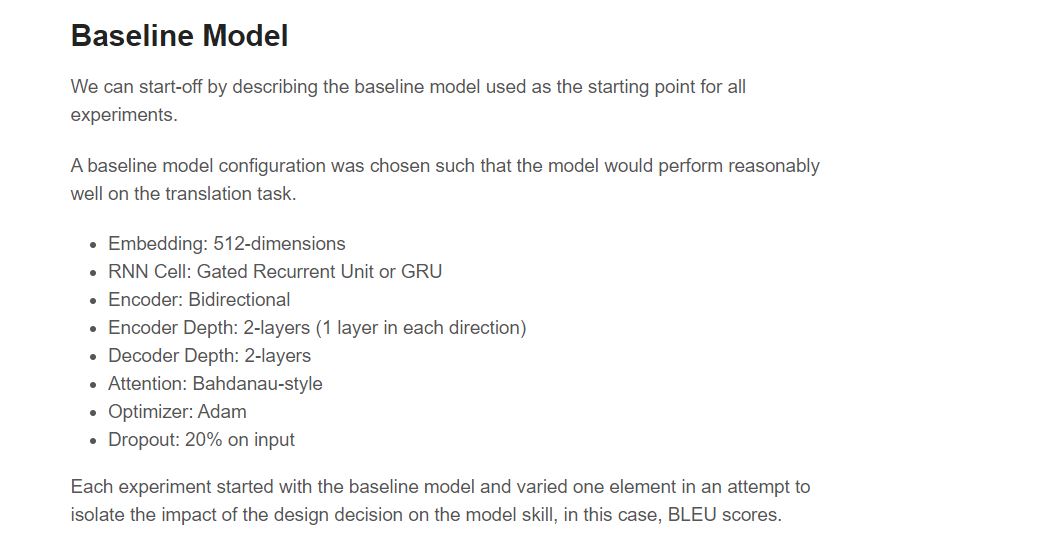 Baseline Model
We can start-off by describing the baseline model used as the starting point for all
experiments.
A baseline model configuration was chosen such that the model would perform reasonably
well on the translation task.
• Embedding: 512-dimensions
• RNN Cell: Gated Recurrent Unit or GRU
• Encoder: Bidirectional
• Encoder Depth: 2-layers (1 layer in each direction)
• Decoder Depth: 2-layers
• Attention: Bahdanau-style
• Optimizer: Adam
• Dropout: 20% on input
Each experiment started with the baseline model and varied one element in an attempt to
isolate the impact of the design decision on the model skill, in this case, BLEU scores.